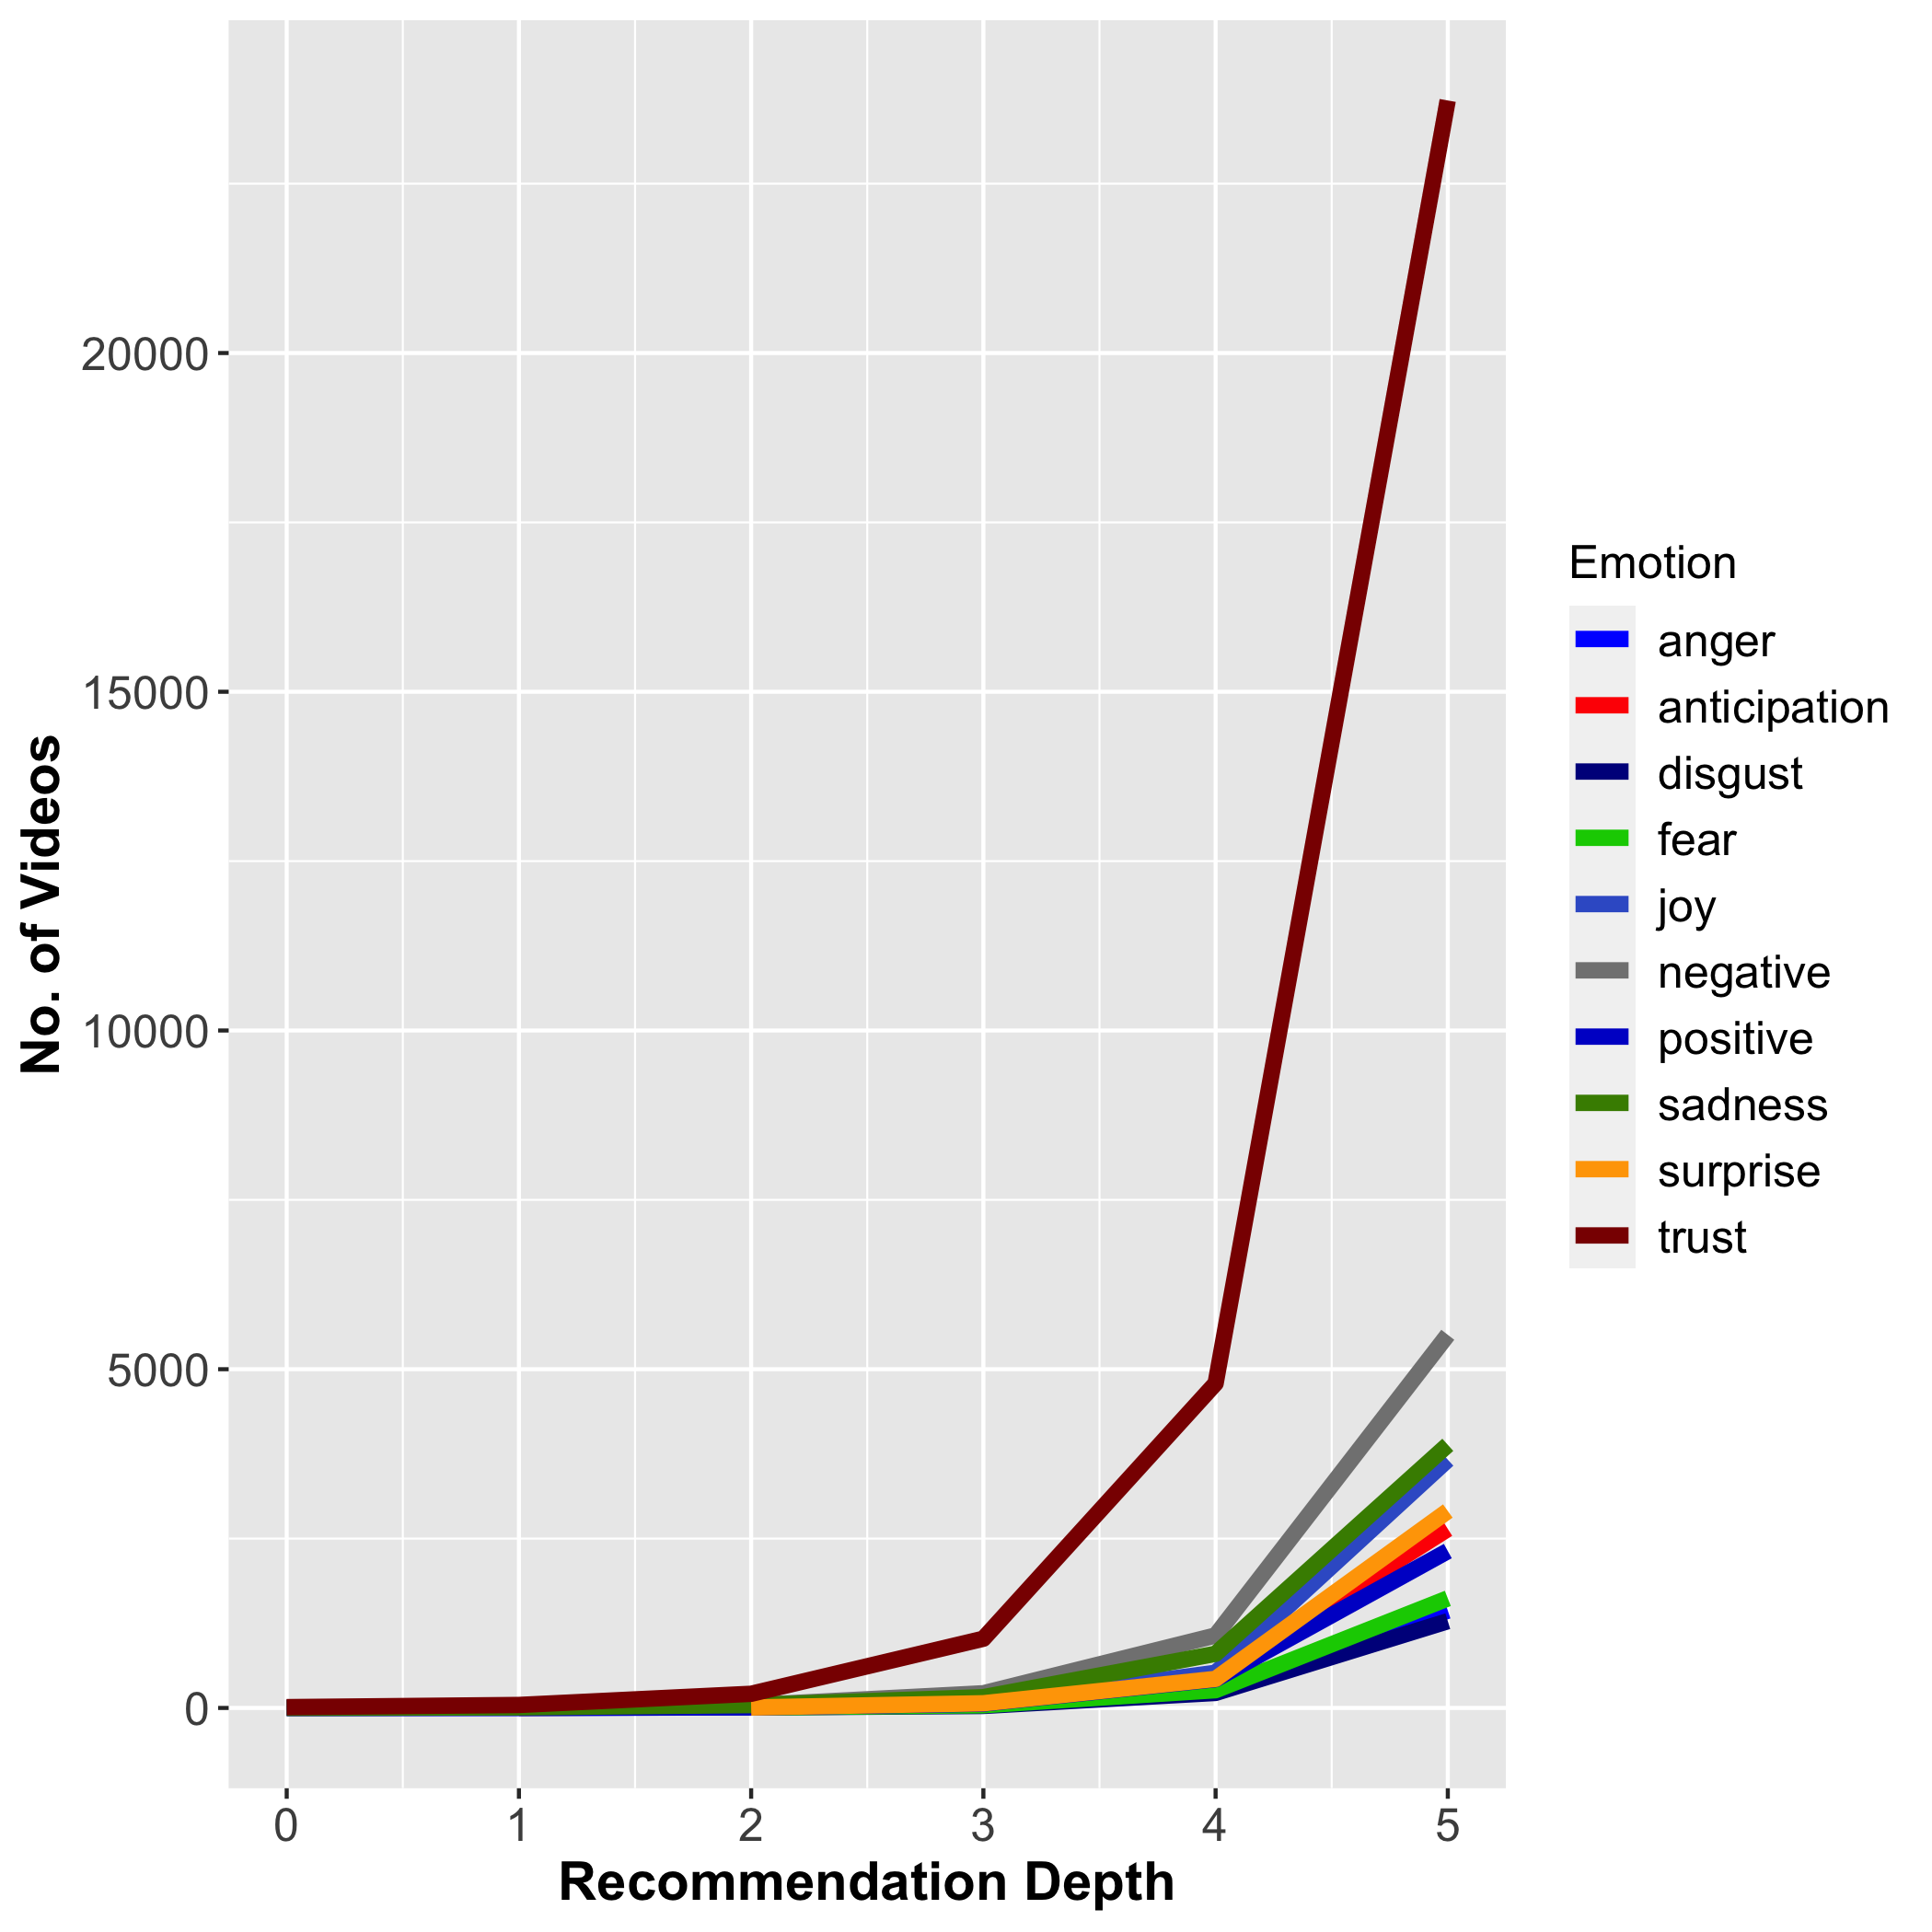 No. of Videos
20000
15000
10000
5000
0
0 1 2 3 4 5
Recommendation Depth
Emotion
anger
anticipation
disgust
fear
joy
negative
positive
sadness
surprise
trust